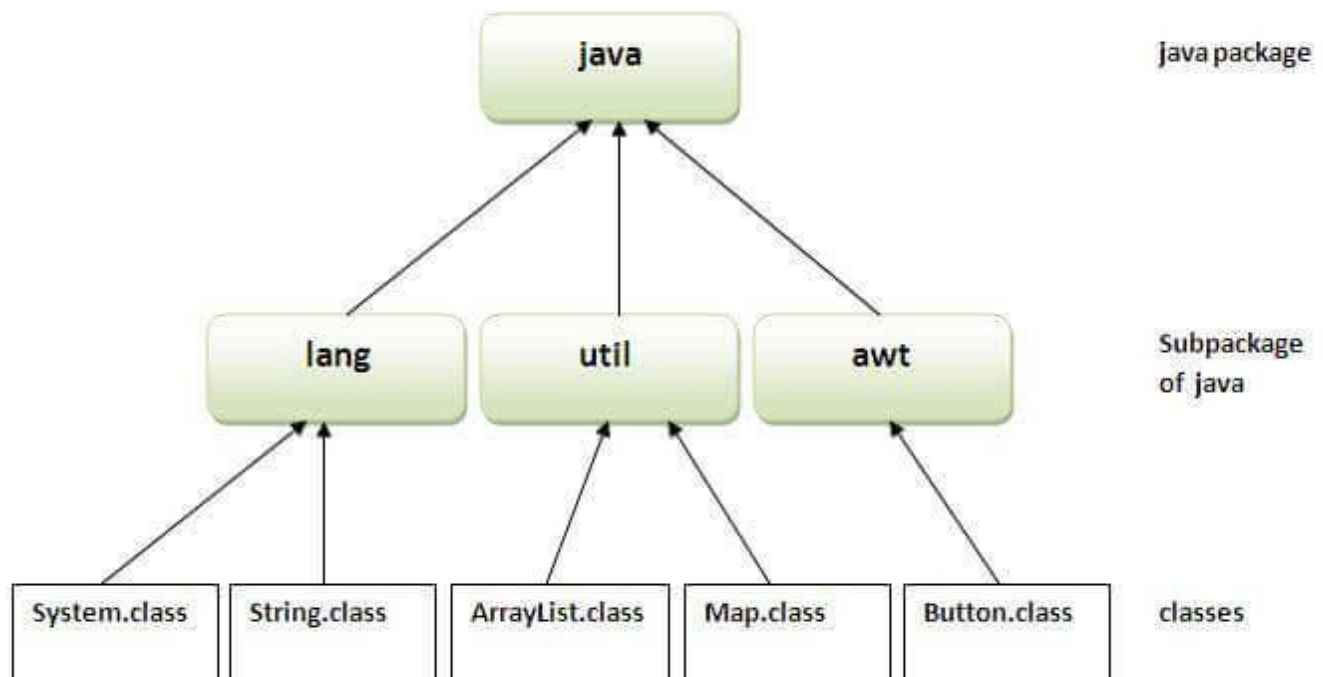 java
java package
lang
util
awt
Subpackage
of java
System.class
String.class
ArrayList.class
Map.class
Button.class
classes